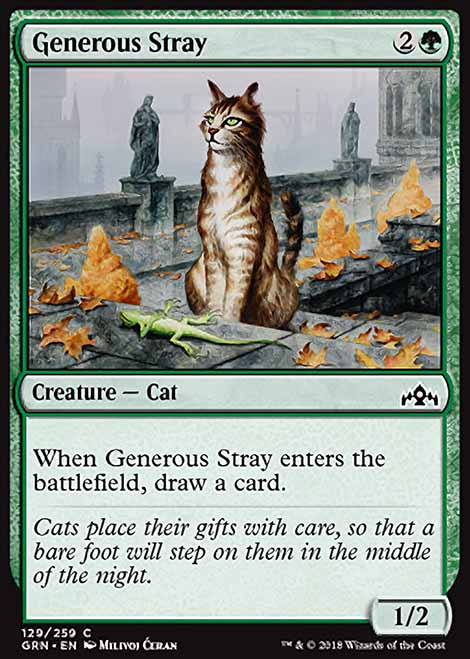 Generous Stray 2
Creature — Cat
When Generous Stray enters the
battlefield, draw a card.
Cats place their gifts with care, so that a
bare foot will step on them in the middle
of the night.
1/2
129/259 C
GRN • EN MILIVOJ ĆERAN
™ & © 2018 Wizards of the Coast